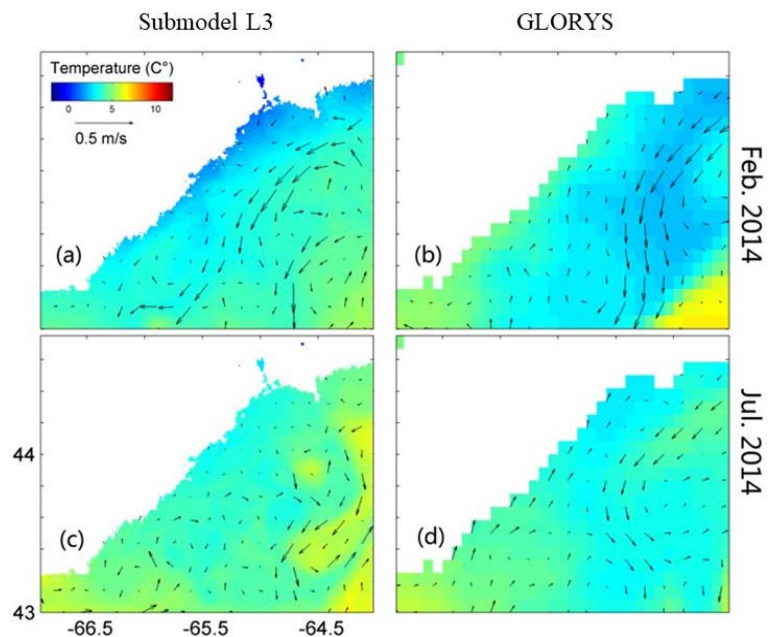 Submodel L3 GLORYS
Temperature (C°)
0 5 10
0.5 m/s
(a) (b) Feb. 2014
44
(c) (d) Jul. 2014
43
-66.5 -65.5 -64.5